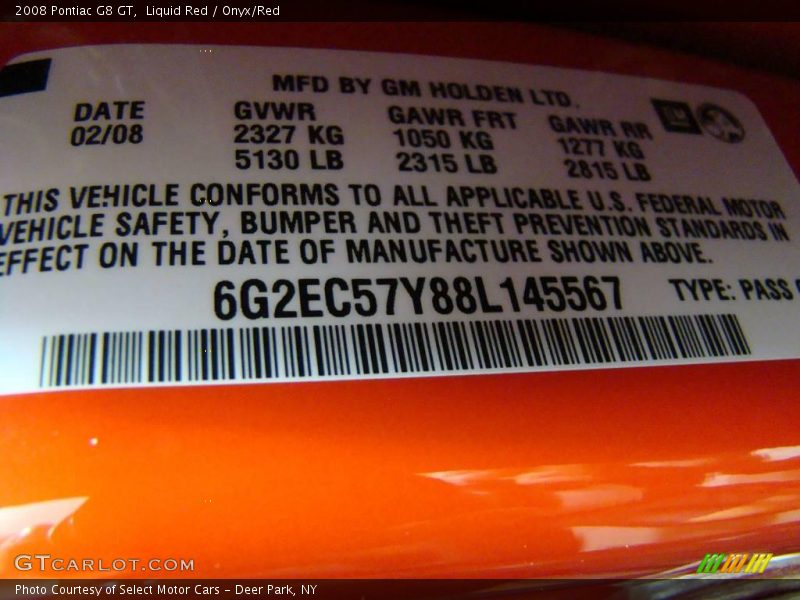 2008 Pontiac G8 GT,  Liquid Red / Onyx/Red
MFD BY GM HOLDEN LTD.
DATE GVWR GAWR FRT GAWR RR
02/08 2327 KG 1050 KG 1277 KG
5130 LB 2315 LB 2815 LB
THIS VEHICLE CONFORMS TO ALL APPLICABLE U.S. FEDERAL MOTOR
VEHICLE SAFETY, BUMPER AND THEFT PREVENTION STANDARDS IN
EFFECT ON THE DATE OF MANUFACTURE SHOWN ABOVE.
6G2EC57Y88L145567 TYPE: PASS
GTCARLOT.COM
Photo Courtesy of Select Motor Cars - Deer Park, NY